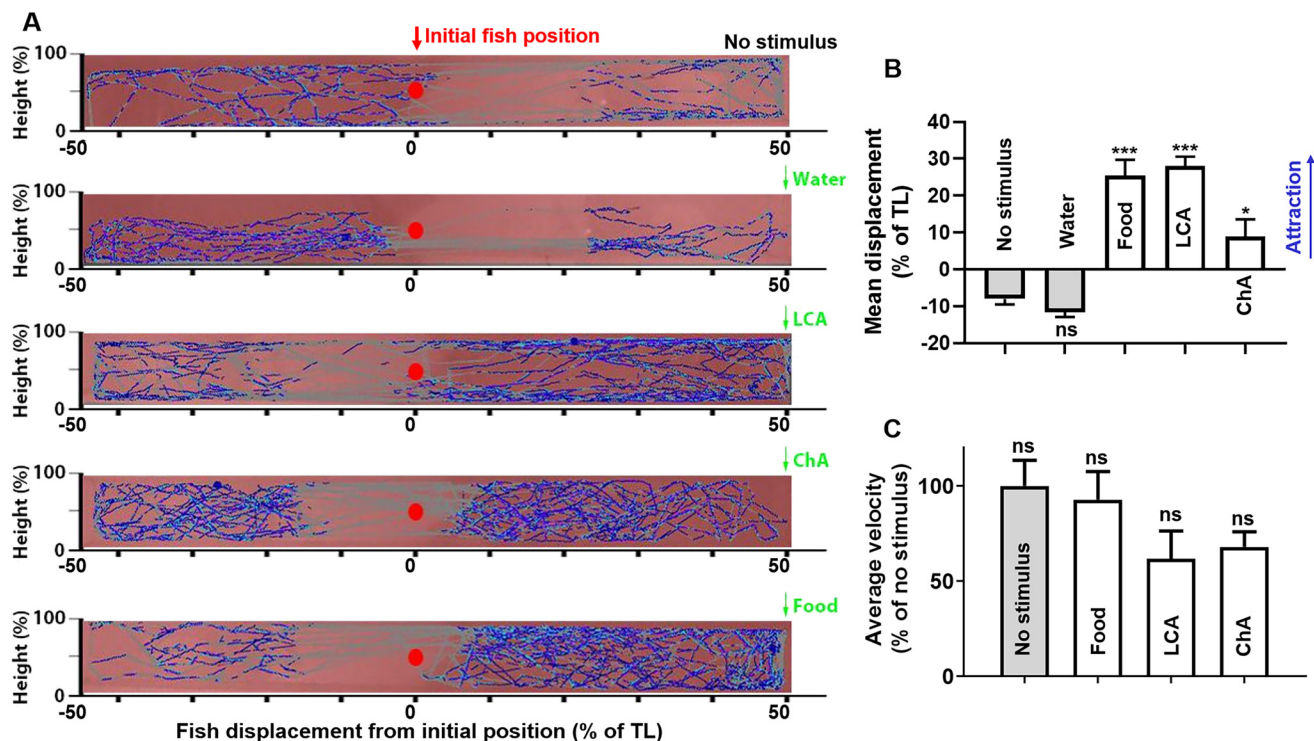 A
Initial fish position
No stimulus
Height (%)
100
0
-50
0
50
Water
Height (%)
100
0
-50
0
50
LCA
Height (%)
100
0
-50
0
50
ChA
Height (%)
100
0
-50
0
50
Food
Height (%)
100
0
-50
0
50
Fish displacement from initial position (% of TL)
B
Mean displacement
(% of TL)
40
30
20
10
0
-10
-20
No stimulus
Water
ns
Food
***
LCA
***
ChA
*
Attraction
C
Average velocity
(% of no stimulus)
100
50
0
ns
No stimulus
ns
Food
ns
LCA
ns
ChA